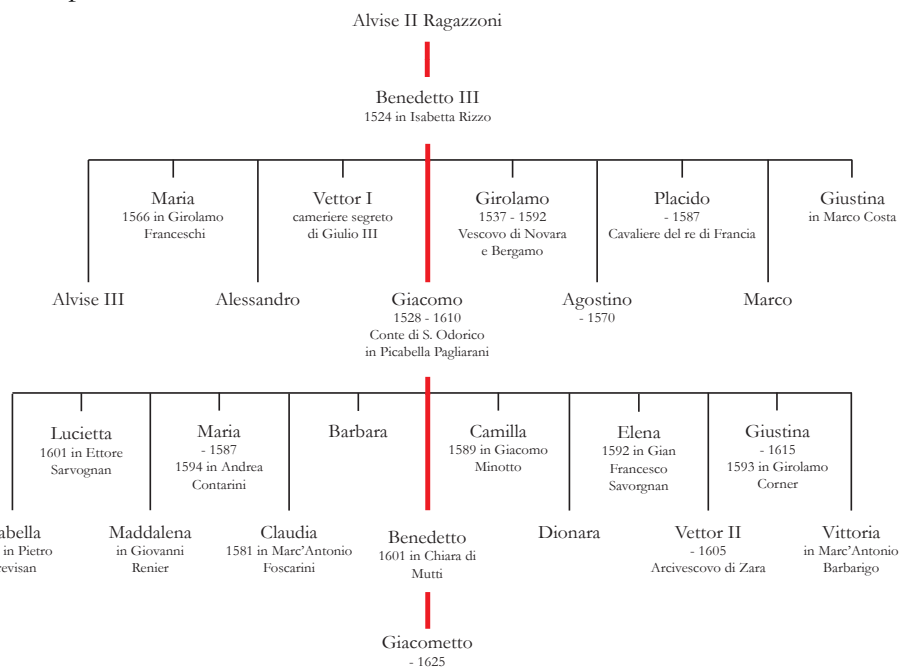 Alvise II Ragazzoni
Benedetto III
1524 in Isabetta Rizzo
Maria
1566 in Girolamo
Franceschi
Vettor I
cameriere segreto
di Giulio III
Girolamo
1537 - 1592
Vescovo di Novara
e Bergamo
Placido
- 1587
Cavaliere del re di Francia
Giustina
in Marco Costa
Alvise III
Alessandro
Giacomo
1528 - 1610
Conte di S. Odorico
in Picabella Pagliarani
Agostino
- 1570
Marco
Lucietta
1601 in Ettore
Sarvognan
Maria
- 1587
1594 in Andrea
Contarini
Barbara
Camilla
1589 in Giacomo
Minotto
Elena
1592 in Gian
Francesco
Savorgnan
Giustina
- 1615
1593 in Girolamo
Corner
abella
in Pietro
revisan
Maddalena
in Giovanni
Renier
Claudia
1581 in Marc'Antonio
Foscarini
Benedetto
1601 in Chiara di
Mutti
Dionara
Vettor II
- 1605
Arcivescovo di Zara
Vittoria
in Marc'Antonio
Barbarigo
Giacometto
- 1625